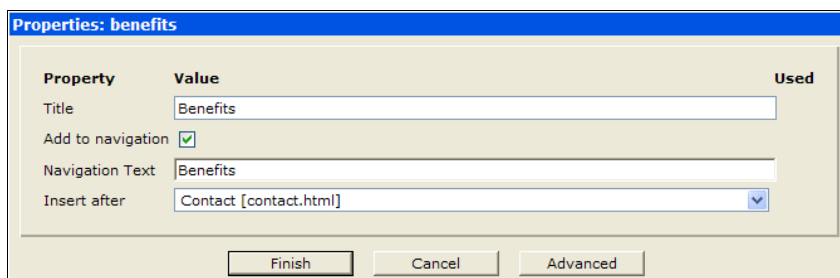 Properties: benefits
Property Value Used
Title Benefits
Add to navigation
Navigation Text Benefits
Insert after Contact [contact.html]
Finish Cancel Advanced